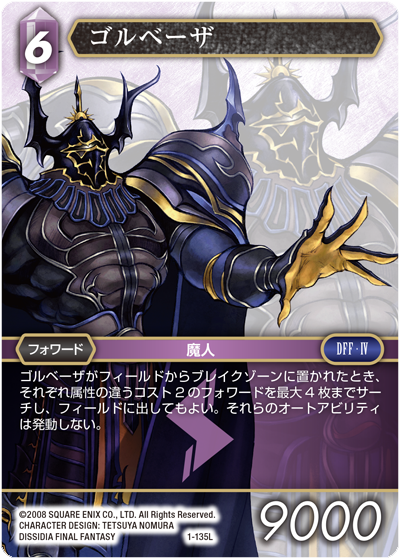 6
ゴルベーザ
フォワード
魔人
DFF・IV
ゴルベーザがフィールドからブレイクゾーンに置かれたとき、
それぞれ属性の違うコスト2のフォワードを最大4枚までサー
チし、フィールドに出してもよい。それらのオートアビリティ
は発動しない。
©2008 SQUARE ENIX CO., LTD. All Rights Reserved.
CHARACTER DESIGN: TETSUYA NOMURA
DISSIDIA FINAL FANTASY
1-135L
9000